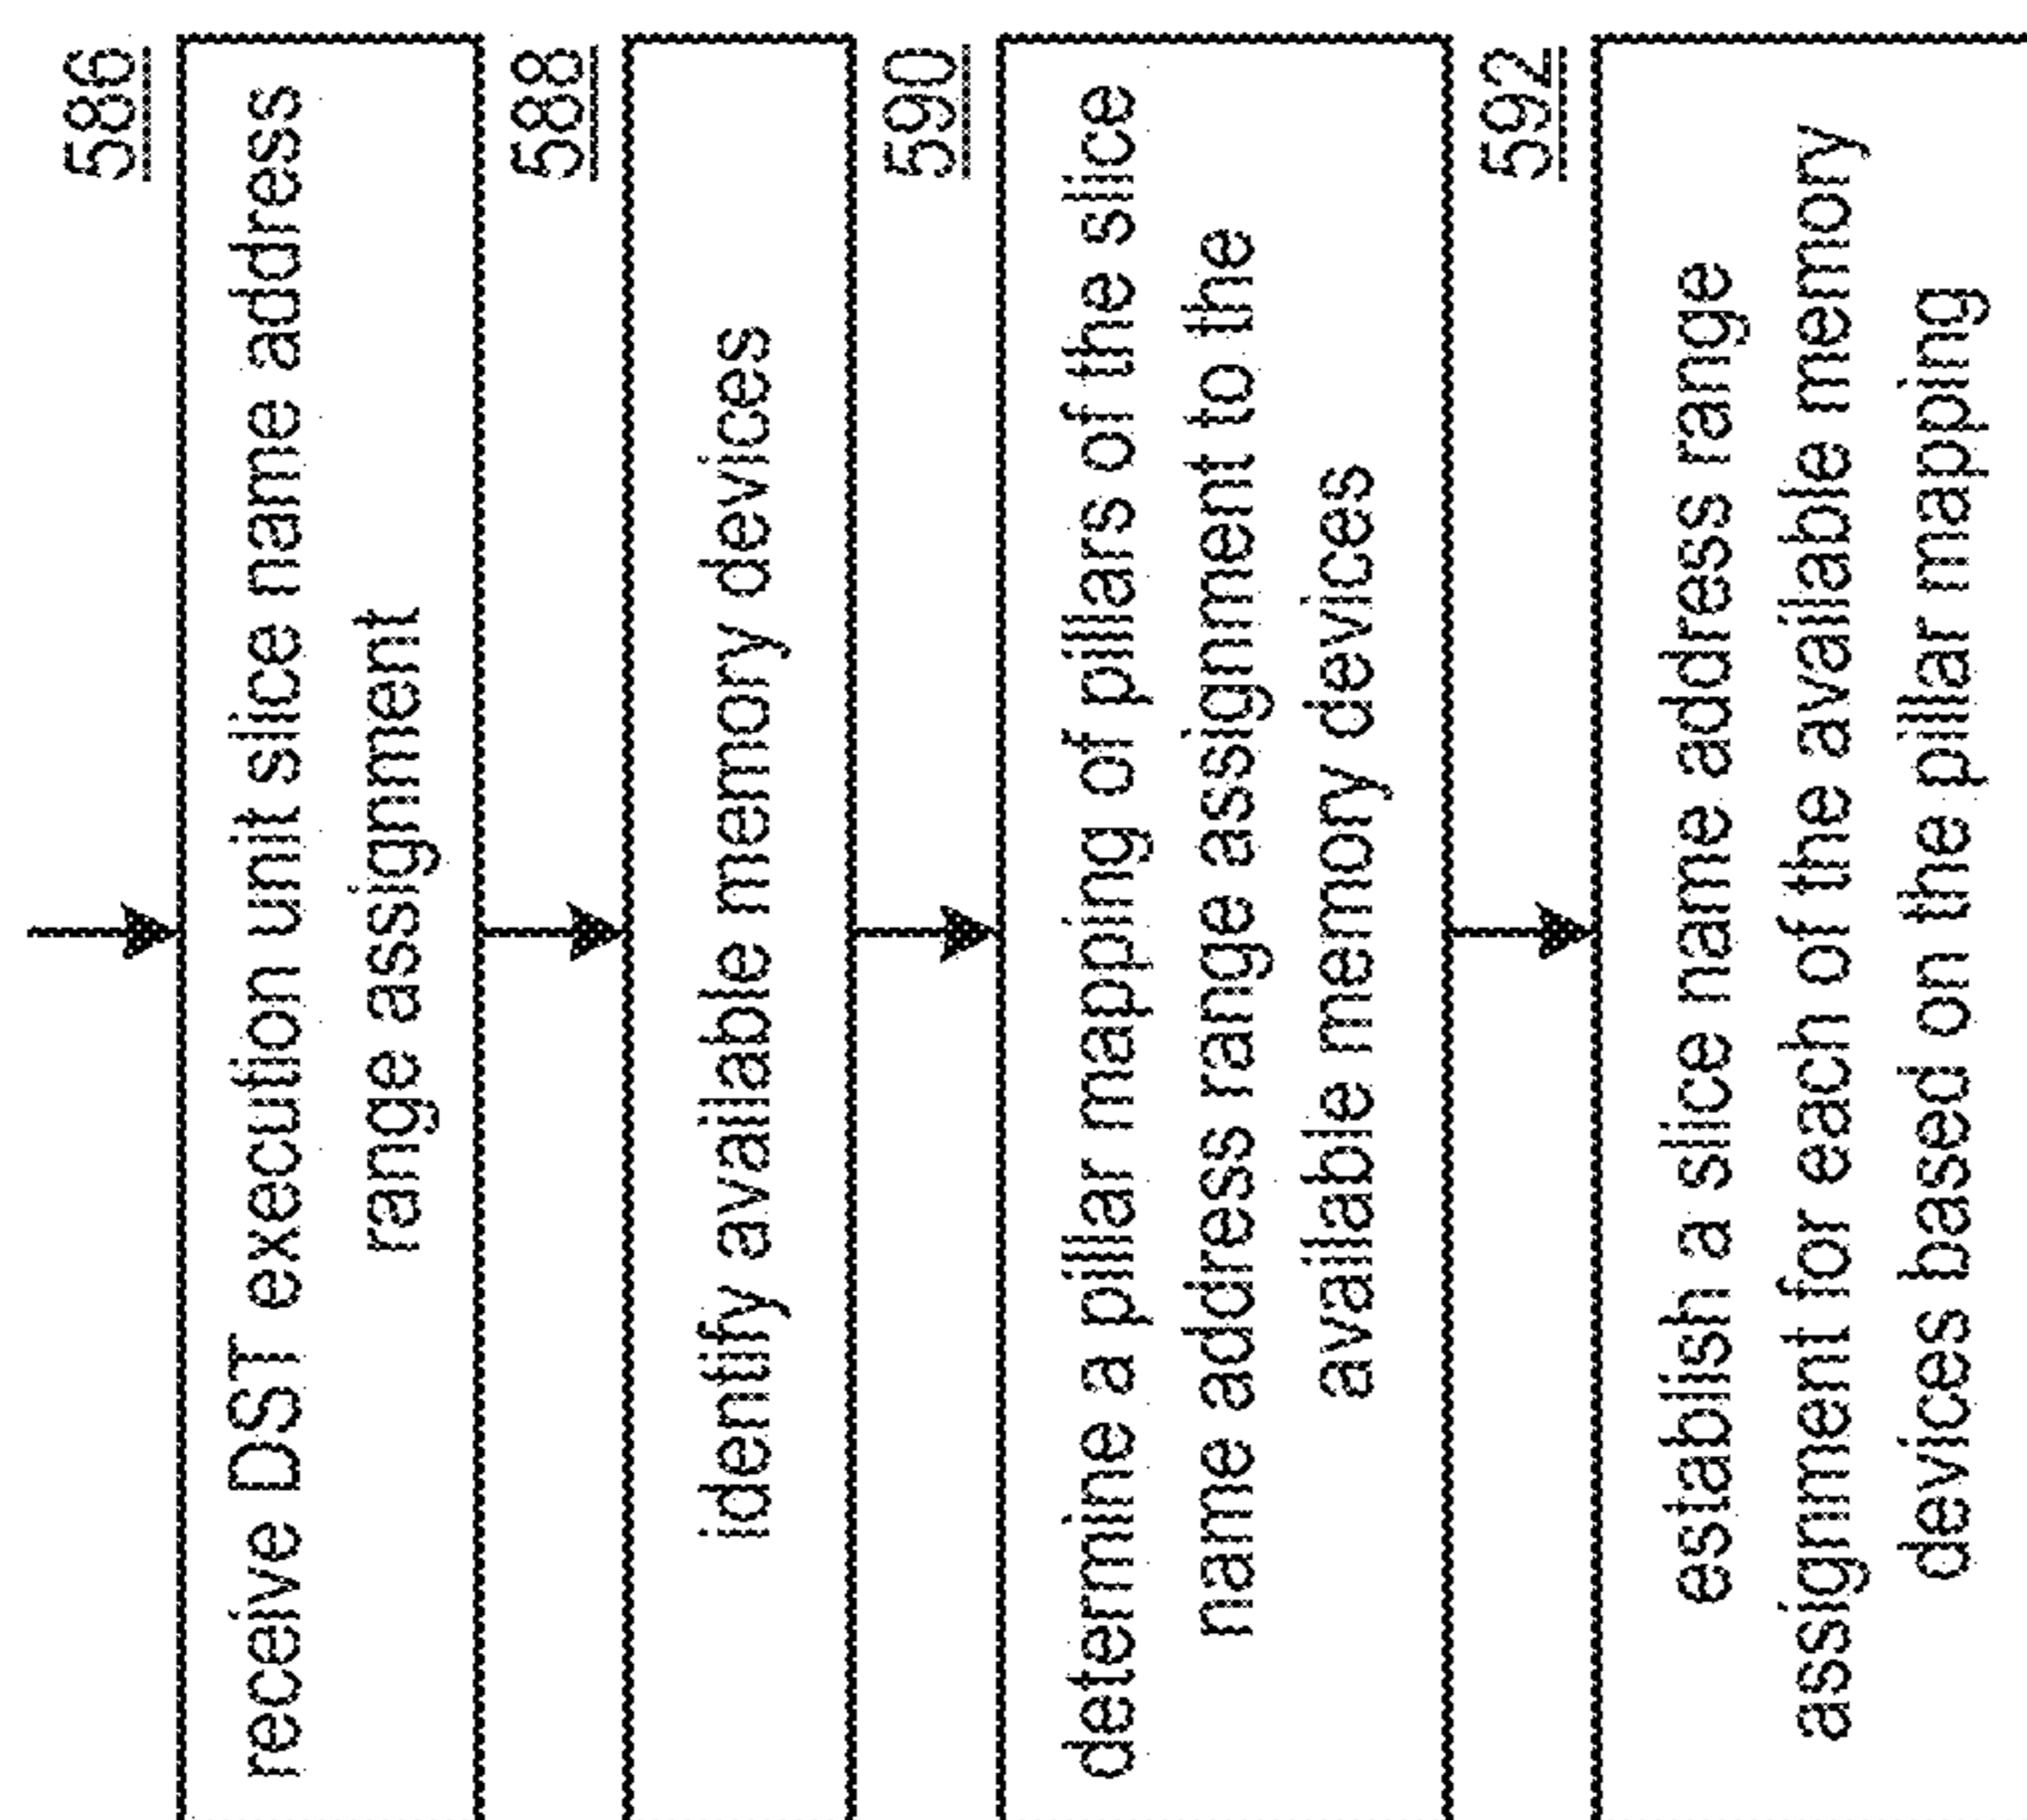 586
receive DST execution unit slice name address
range assignment
588
identify available memory devices
590
determine a pillar mapping of pillars of the slice
name address range assignment to the
available memory devices
592
establish a slice name address range
assignment for each of the available memory
devices based on the pillar mapping